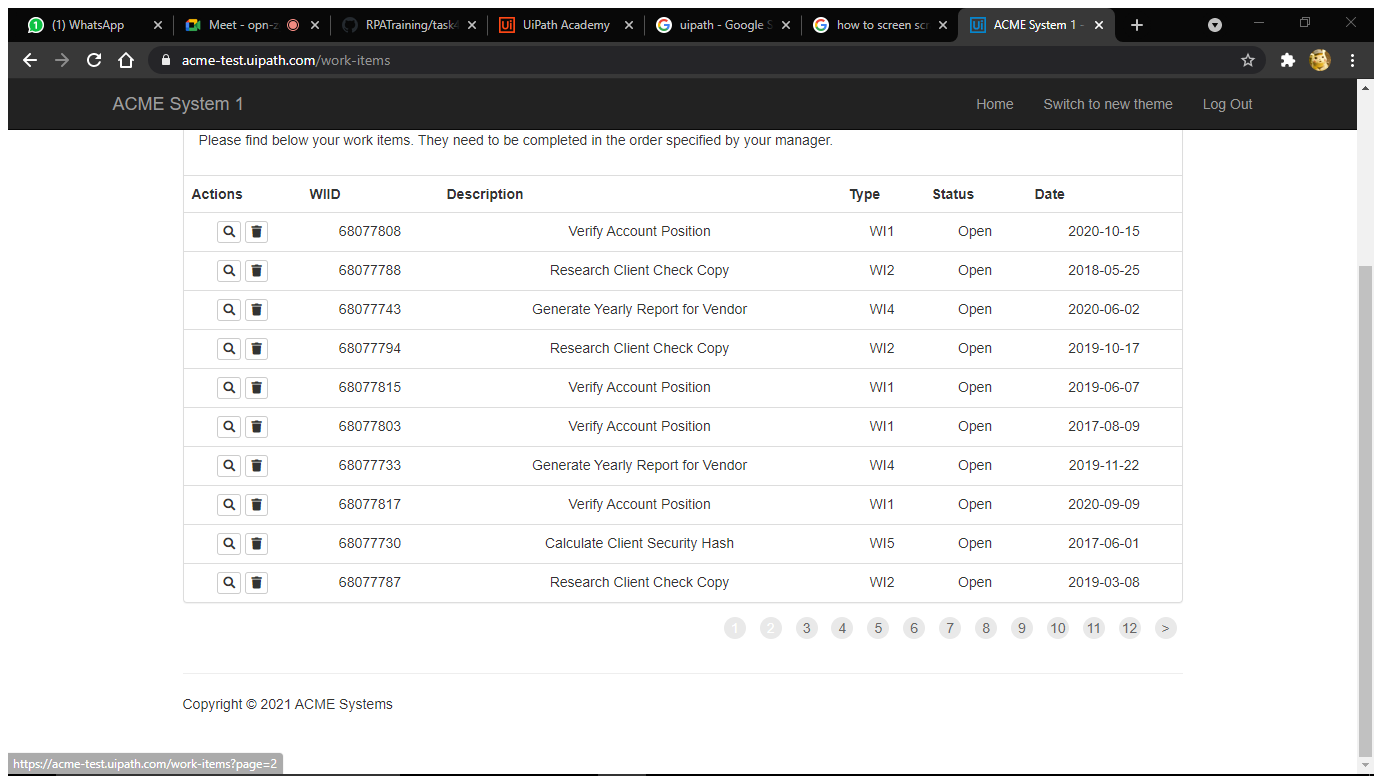 (1) WhatsApp Meet - opn-z RPATraining/task4 UiPath Academy uipath - Google S how to screen scr ACME System 1 -
acme-test.uipath.com/work-items
ACME System 1 Home Switch to new theme Log Out
Please find below your work items. They need to be completed in the order specified by your manager.
Actions WIID Description Type Status Date
68077808 Verify Account Position WI1 Open 2020-10-15
68077788 Research Client Check Copy WI2 Open 2018-05-25
68077743 Generate Yearly Report for Vendor WI4 Open 2020-06-02
68077794 Research Client Check Copy WI2 Open 2019-10-17
68077815 Verify Account Position WI1 Open 2019-06-07
68077803 Verify Account Position WI1 Open 2017-08-09
68077733 Generate Yearly Report for Vendor WI4 Open 2019-11-22
68077817 Verify Account Position WI1 Open 2020-09-09
68077730 Calculate Client Security Hash WI5 Open 2017-06-01
68077787 Research Client Check Copy WI2 Open 2019-03-08
1 2 3 4 5 6 7 8 9 10 11 12 >
Copyright © 2021 ACME Systems
https://acme-test.uipath.com/work-items?page=2